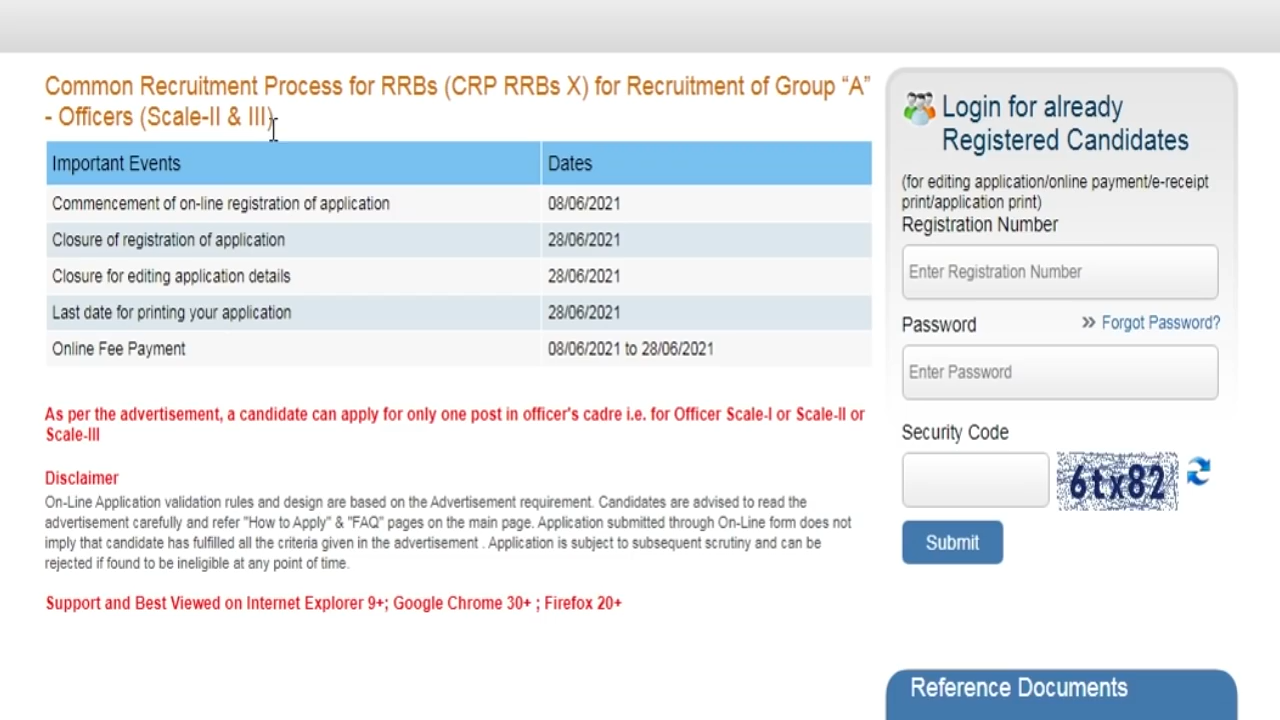 Common Recruitment Process for RRBs (CRP RRBs X) for Recruitment of Group “A”
- Officers (Scale-II & III)
Important Events Dates
Commencement of on-line registration of application 08/06/2021
Closure of registration of application 28/06/2021
Closure for editing application details 28/06/2021
Last date for printing your application 28/06/2021
Online Fee Payment 08/06/2021 to 28/06/2021
As per the advertisement, a candidate can apply for only one post in officer's cadre i.e. for Officer Scale-I or Scale-II or
Scale-III
Disclaimer
On-Line Application validation rules and design are based on the Advertisement requirement. Candidates are advised to read the
advertisement carefully and refer "How to Apply" & "FAQ" pages on the main page. Application submitted through On-Line form does not
imply that candidate has fulfilled all the criteria given in the advertisement . Application is subject to subsequent scrutiny and can be
rejected if found to be ineligible at any point of time.
Support and Best Viewed on Internet Explorer 9+; Google Chrome 30+ ; Firefox 20+
Login for already
Registered Candidates
(for editing application/online payment/e-receipt
print/application print)
Registration Number
Enter Registration Number
Password » Forgot Password?
Enter Password
Security Code
6tx82
Submit
Reference Documents